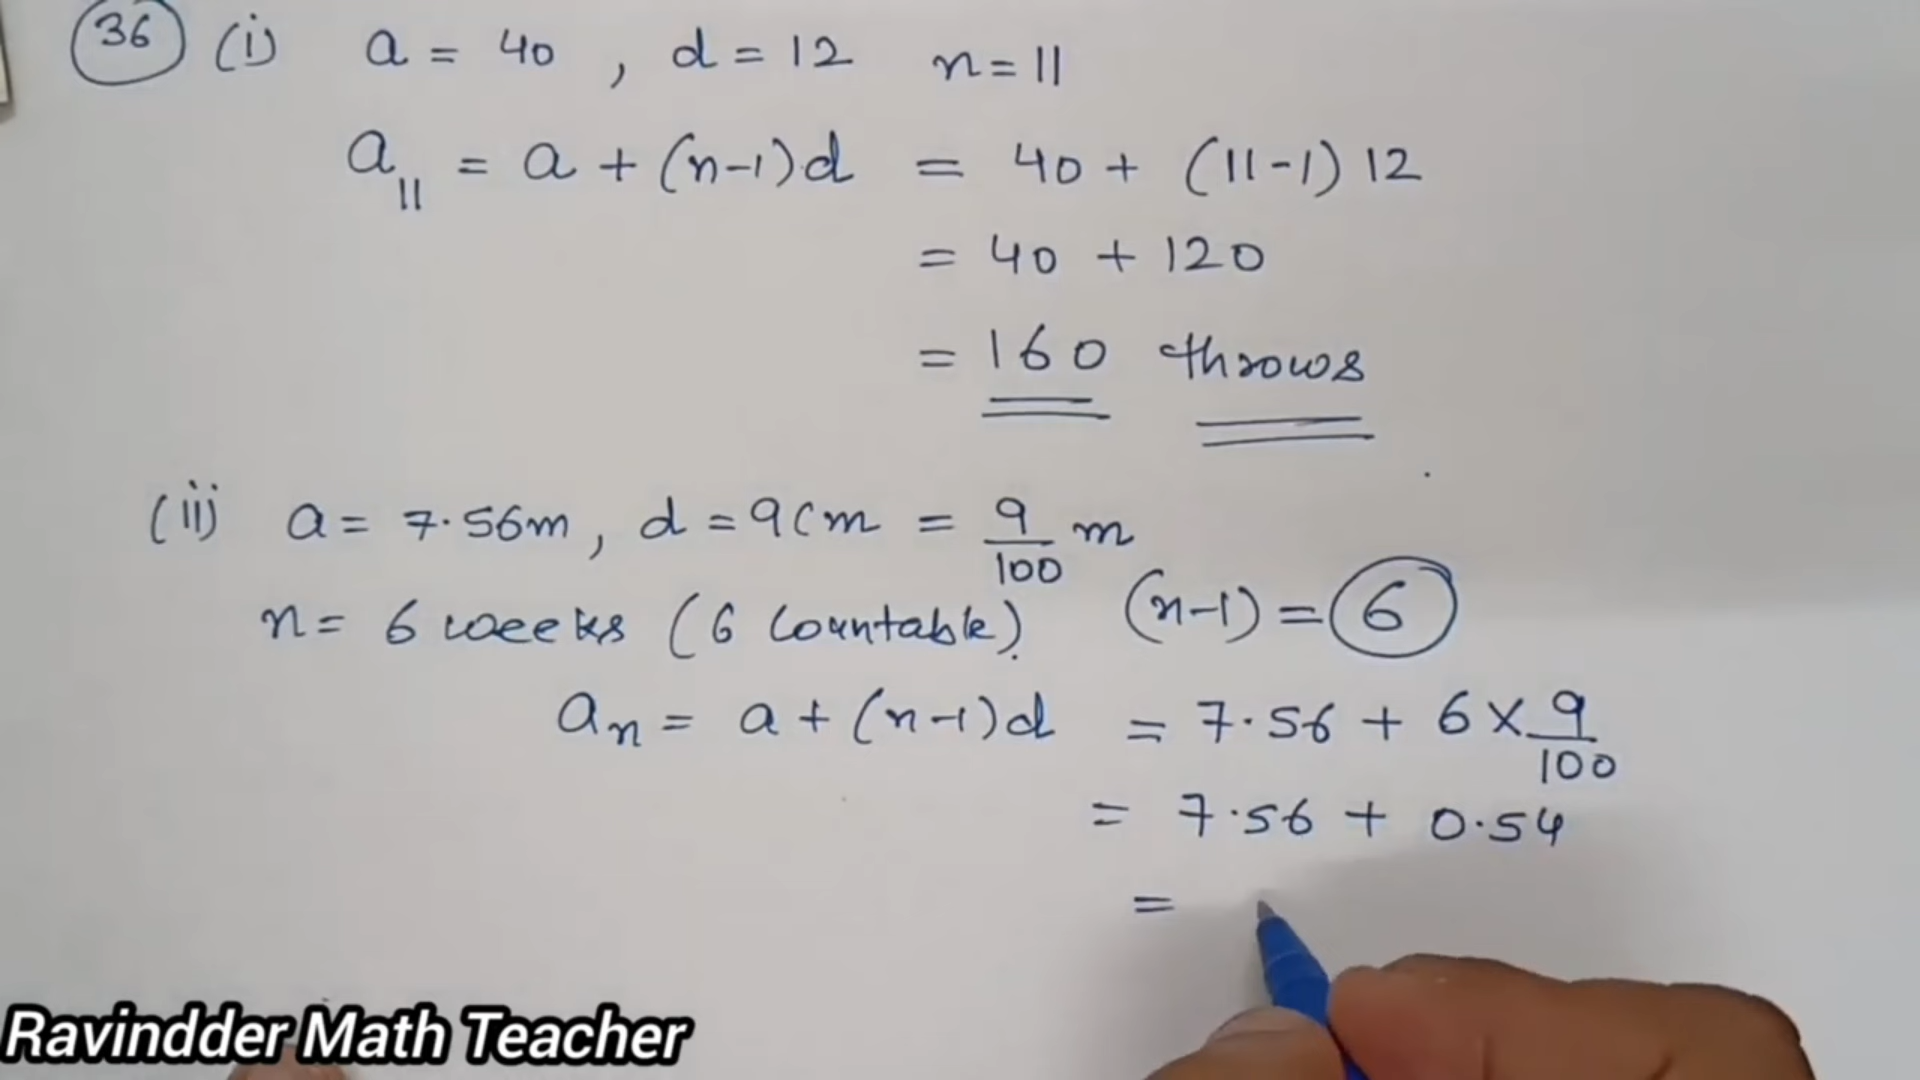 36 (i) a = 40 , d = 12 n = 11
a₁₁ = a + (n-1)d = 40 + (11-1) 12
= 40 + 120
= 160 throws
(ii) a = 7.56m , d = 9cm = 9/100 m
n = 6 weeks (6 Countable) (n-1) = 6
aₙ = a + (n-1)d = 7.56 + 6 × 9/100
= 7.56 + 0.54
=
Ravindder Math Teacher